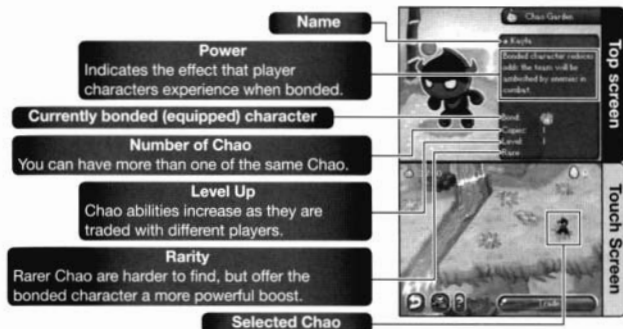 Name
Chao Garden
Power
Indicates the effect that player
characters experience when bonded.
Bonded character reduces
odds the team will be
ambushed by enemies in
combat.
Currently bonded (equipped) character
Bond:
Number of Chao
You can have more than one of the same Chao.
Copies: 1
Level: 1
Rare:
Level Up
Chao abilities increase as they are
traded with different players.
Rarity
Rarer Chao are harder to find, but offer the
bonded character a more powerful boost.
Selected Chao
Trade
Top screen
Touch Screen